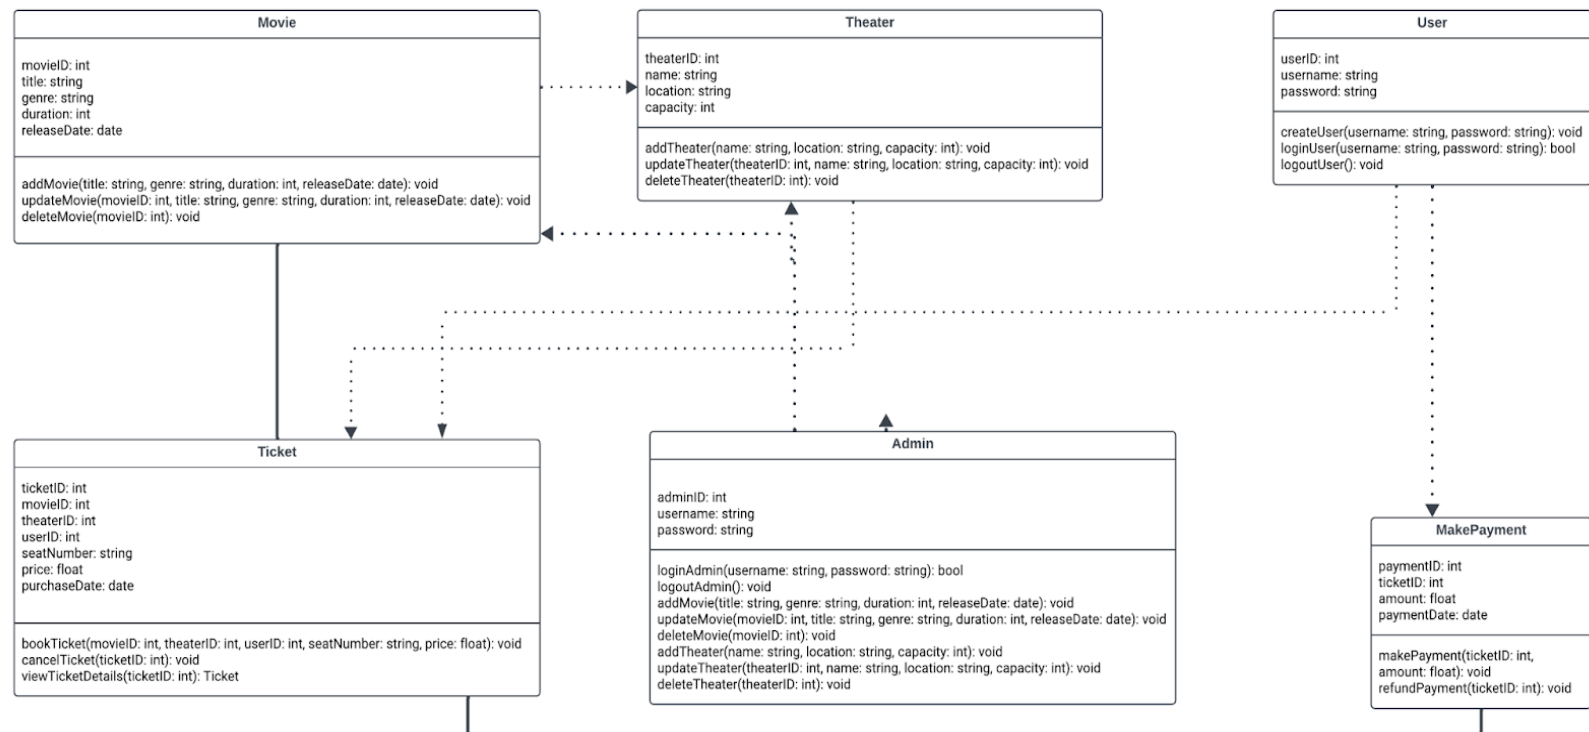 Movie
movieID: int
title: string
genre: string
duration: int
releaseDate: date
addMovie(title: string, genre: string, duration: int, releaseDate: date): void
updateMovie(movieID: int, title: string, genre: string, duration: int, releaseDate: date): void
deleteMovie(movieID: int): void
Theater
theaterID: int
name: string
location: string
capacity: int
addTheater(name: string, location: string, capacity: int): void
updateTheater(theaterID: int, name: string, location: string, capacity: int): void
deleteTheater(theaterID: int): void
User
userID: int
username: string
password: string
createUser(username: string, password: string): void
loginUser(username: string, password: string): bool
logoutUser(): void
Ticket
ticketID: int
movieID: int
theaterID: int
userID: int
seatNumber: string
price: float
purchaseDate: date
bookTicket(movieID: int, theaterID: int, userID: int, seatNumber: string, price: float): void
cancelTicket(ticketID: int): void
viewTicketDetails(ticketID: int): Ticket
Admin
adminID: int
username: string
password: string
loginAdmin(username: string, password: string): bool
logoutAdmin(): void
addMovie(title: string, genre: string, duration: int, releaseDate: date): void
updateMovie(movieID: int, title: string, genre: string, duration: int, releaseDate: date): void
deleteMovie(movieID: int): void
addTheater(name: string, location: string, capacity: int): void
updateTheater(theaterID: int, name: string, location: string, capacity: int): void
deleteTheater(theaterID: int): void
MakePayment
paymentID: int
ticketID: int
amount: float
paymentDate: date
makePayment(ticketID: int,
amount: float): void
refundPayment(ticketID: int): void